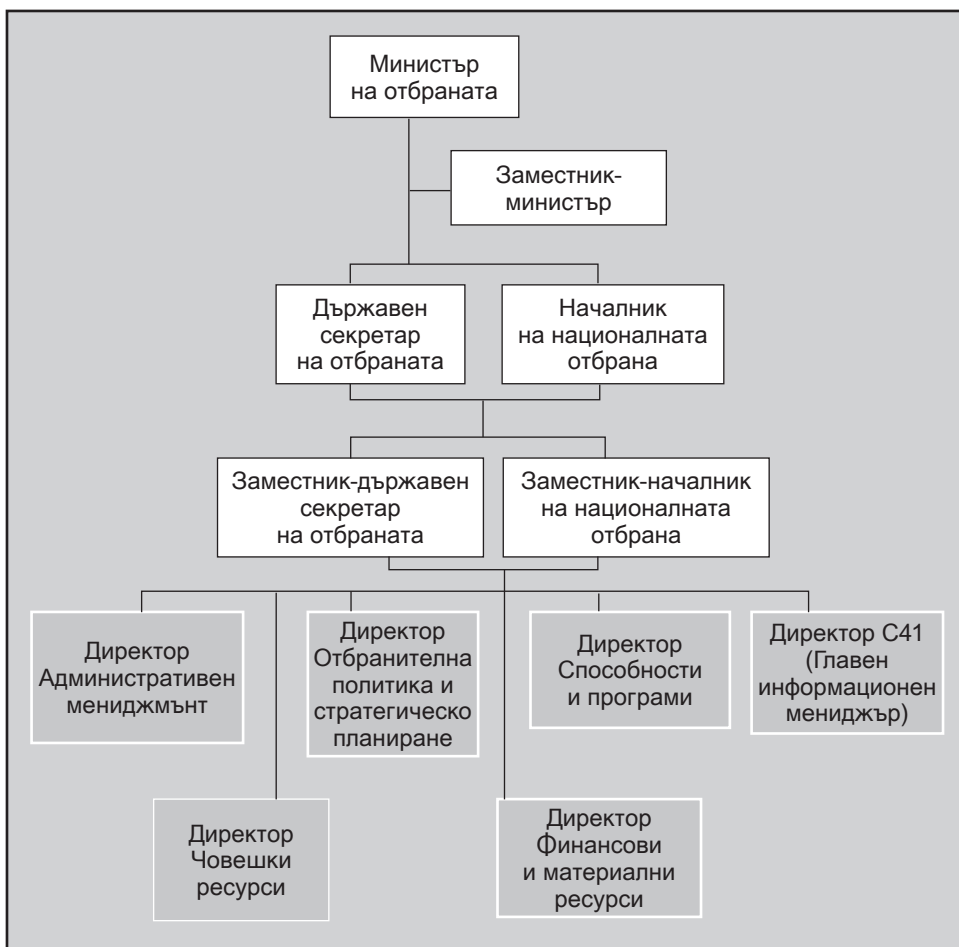 Министър
на отбраната
Заместник-
министър
Държавен
секретар
на отбраната
Началник
на националната
отбрана
Заместник-държавен
секретар
на отбраната
Заместник-началник
на националната
отбрана
Директор
Административен
мениджмънт
Директор
Отбранителна
политика и
стратегическо
планиране
Директор
Способности
и програми
Директор С41
(Главен
информационен
мениджър)
Директор
Човешки
ресурси
Директор
Финансови
и материални
ресурси